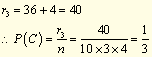 r₃ = 36 + 4 = 40
∴ P(C) = r₃/n = 40/(10×3×4) = 1/3